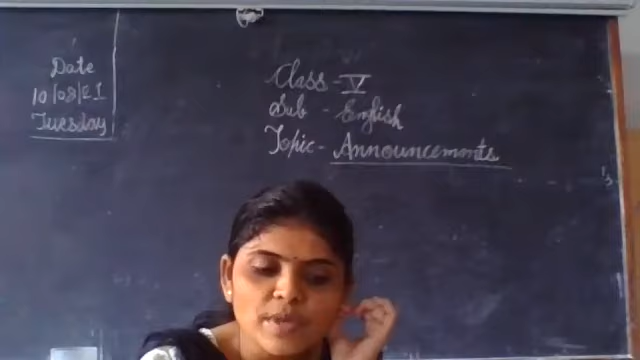 Date
10/08/21
Tuesday
Class - V
Sub - English
Topic - Announcements